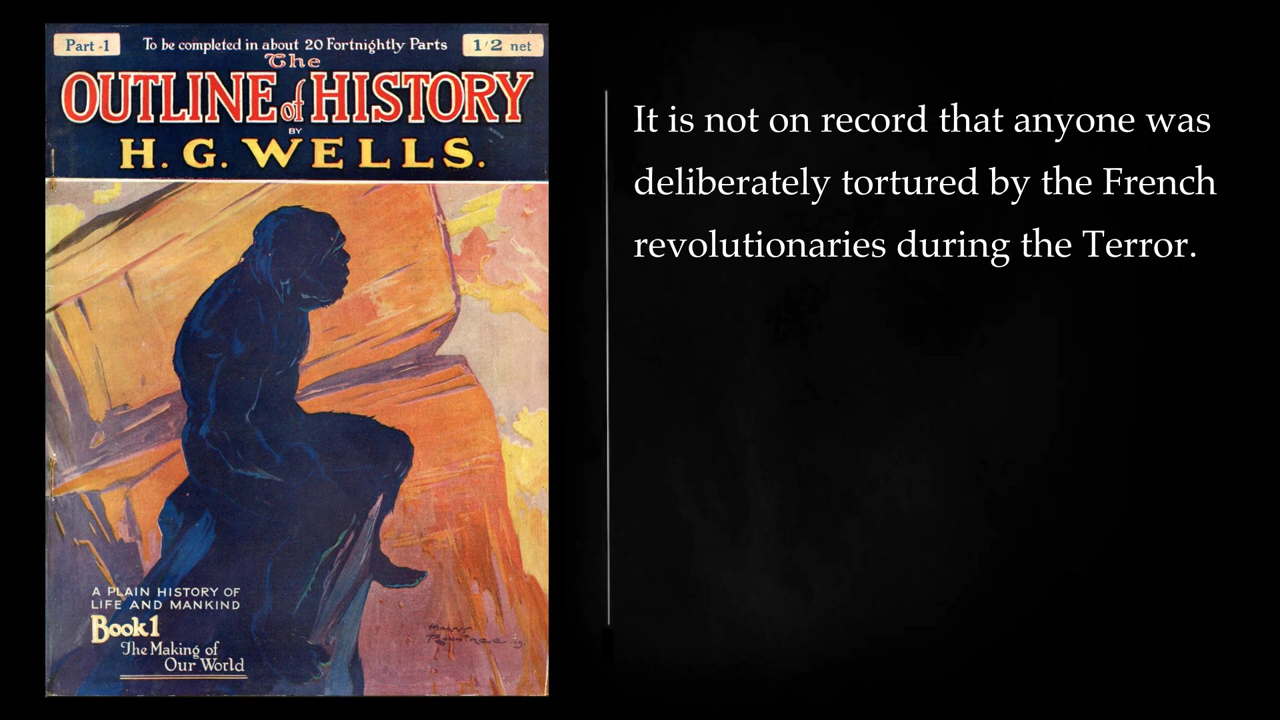 Part -1
To be completed in about 20 Fortnightly Parts
1/2 net
The
OUTLINE of HISTORY
BY
H. G. WELLS.
A PLAIN HISTORY OF
LIFE AND MANKIND
Book 1
The Making of
Our World
It is not on record that anyone was
deliberately tortured by the French
revolutionaries during the Terror.